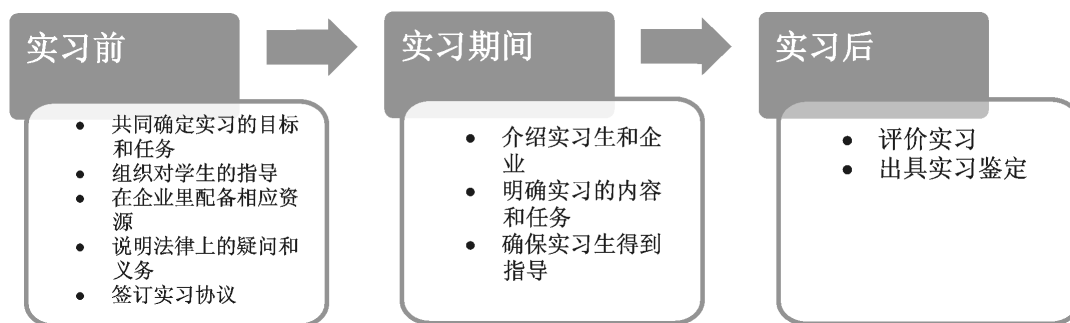 实习前
• 共同确定实习的目标
和任务
• 组织对学生的指导
• 在企业里配备相应资
源
• 说明法律上的疑问和
义务
• 签订实习协议
实习期间
• 介绍实习生和企
业
• 明确实习的内容
和任务
• 确保实习生得到
指导
实习后
• 评价实习
• 出具实习鉴定